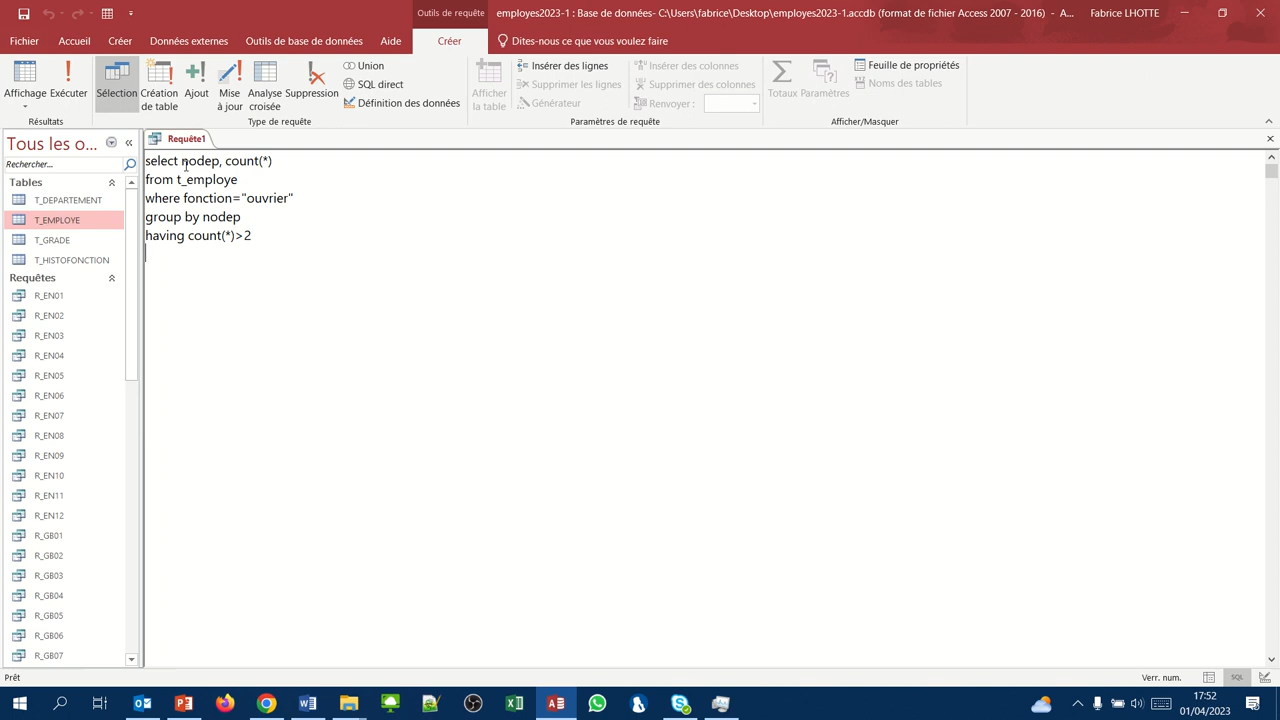 Outils de requête
employes2023-1 : Base de données- C:\Users\fabrice\Desktop\employes2023-1.accdb (format de fichier Access 2007 - 2016) - A...
Fabrice LHOTTE
Fichier Accueil Créer Données externes Outils de base de données Aide Créer Dites-nous ce que vous voulez faire
Affichage
Exécuter
Résultats
Sélection
Création de table
Ajout
Mise à jour
Analyse croisée
Suppression
Union
SQL direct
Définition des données
Type de requête
Afficher la table
Insérer des lignes
Supprimer les lignes
Générateur
Insérer des colonnes
Supprimer des colonnes
Renvoyer :
Paramètres de requête
Totaux
Paramètres
Feuille de propriétés
Noms des tables
Afficher/Masquer
Tous les o...
Rechercher...
Tables
T_DEPARTEMENT
T_EMPLOYE
T_GRADE
T_HISTOFONCTION
Requêtes
R_EN01
R_EN02
R_EN03
R_EN04
R_EN05
R_EN06
R_EN07
R_EN08
R_EN09
R_EN10
R_EN11
R_EN12
R_GB01
R_GB02
R_GB03
R_GB04
R_GB05
R_GB06
R_GB07
Requête1
select nodep, count(*)
from t_employe
where fonction="ouvrier"
group by nodep
having count(*)>2
Prêt
Verr. num.
SQL
17:52
01/04/2023